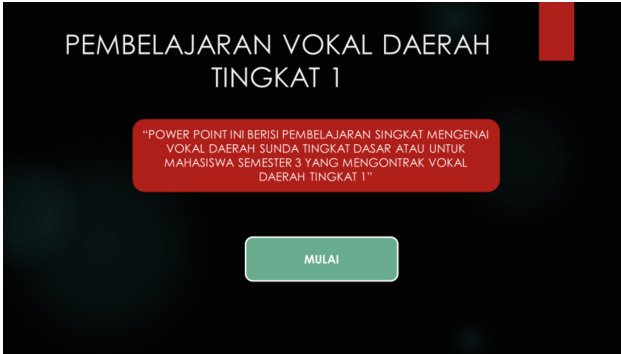 PEMBELAJARAN VOKAL DAERAH
TINGKAT 1
“POWER POINT INI BERISI PEMBELAJARAN SINGKAT MENGENAI
VOKAL DAERAH SUNDA TINGKAT DASAR ATAU UNTUK
MAHASISWA SEMESTER 3 YANG MENGONTRAK VOKAL
DAERAH TINGKAT 1”
MULAI